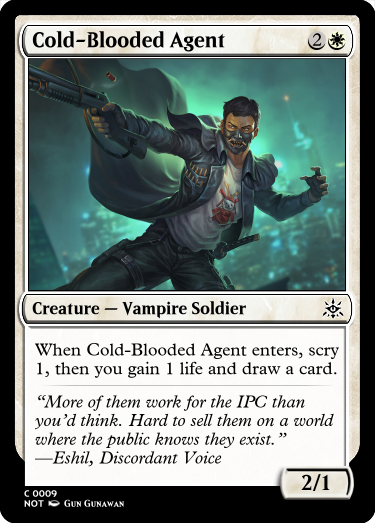 Cold-Blooded Agent 2
Creature — Vampire Soldier
When Cold-Blooded Agent enters, scry
1, then you gain 1 life and draw a card.
“More of them work for the IPC than
you’d think. Hard to sell them on a world
where the public knows they exist.”
—Eshil, Discordant Voice
2/1
C 0009
NOT Gun Gunawan